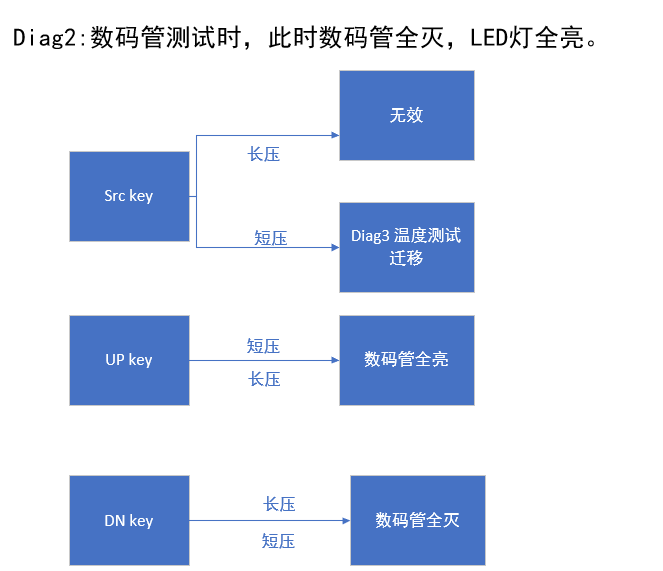 Diag2:数码管测试时，此时数码管全灭，LED灯全亮。
无效
长压
Src key
短压
Diag3 温度测试
迁移
UP key
短压
长压
数码管全亮
DN key
长压
短压
数码管全灭